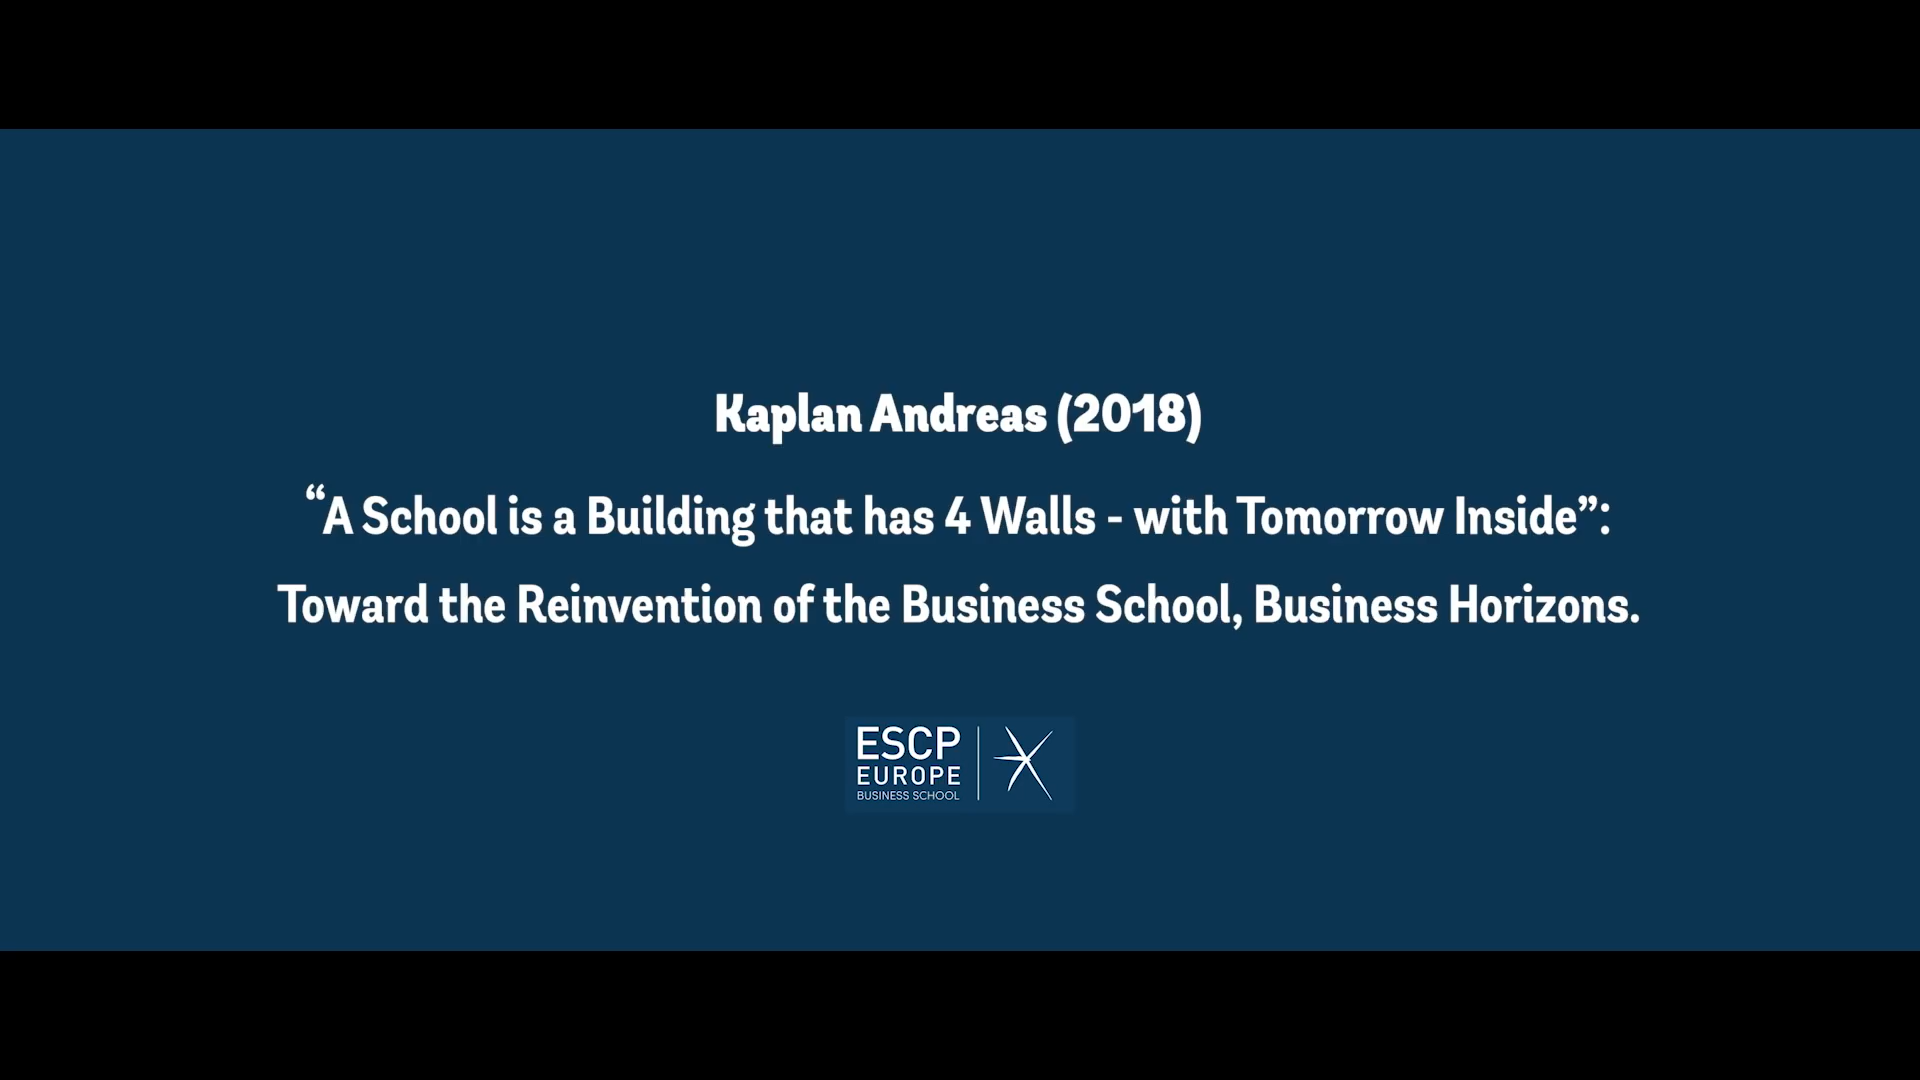 Kaplan Andreas (2018)
“A School is a Building that has 4 Walls - with Tomorrow Inside”:
Toward the Reinvention of the Business School, Business Horizons.
ESCP
EUROPE
BUSINESS SCHOOL